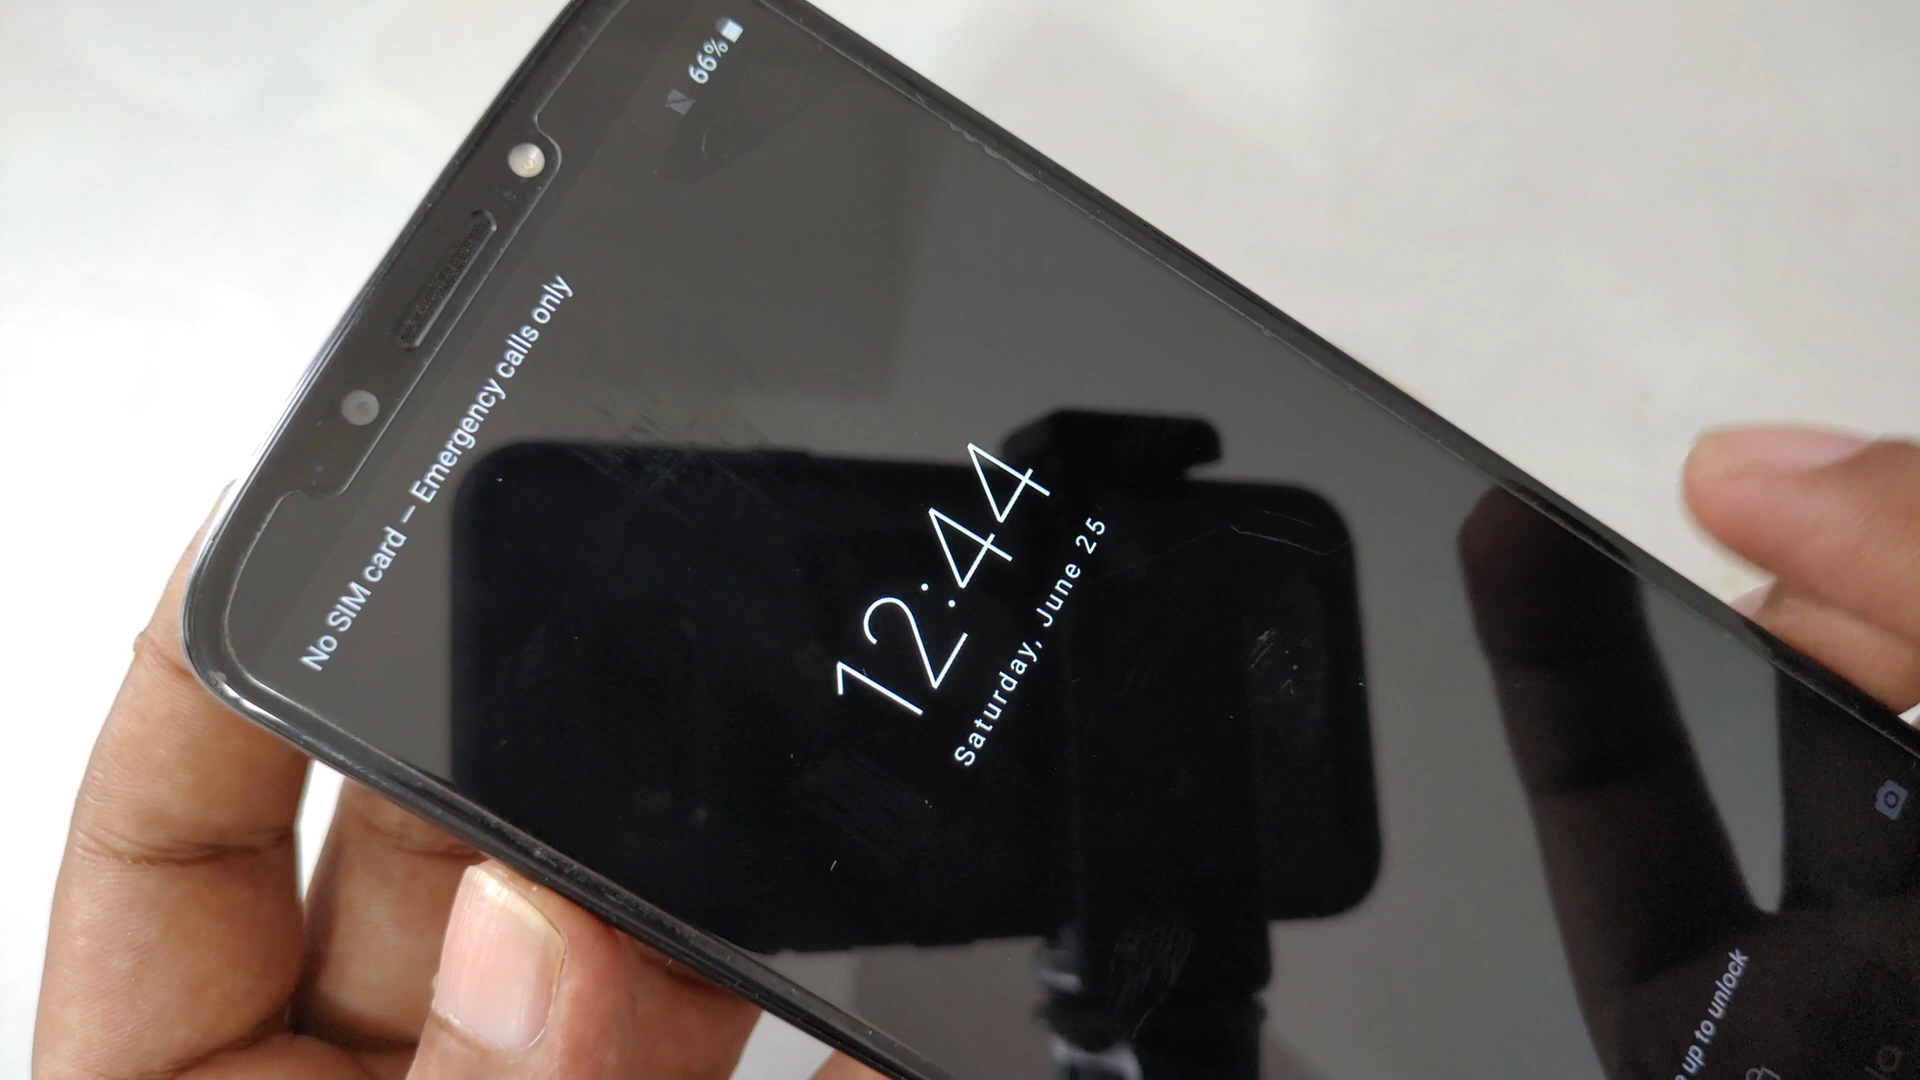 66%
No SIM card – Emergency calls only
12:44
Saturday, June 25
up to unlock